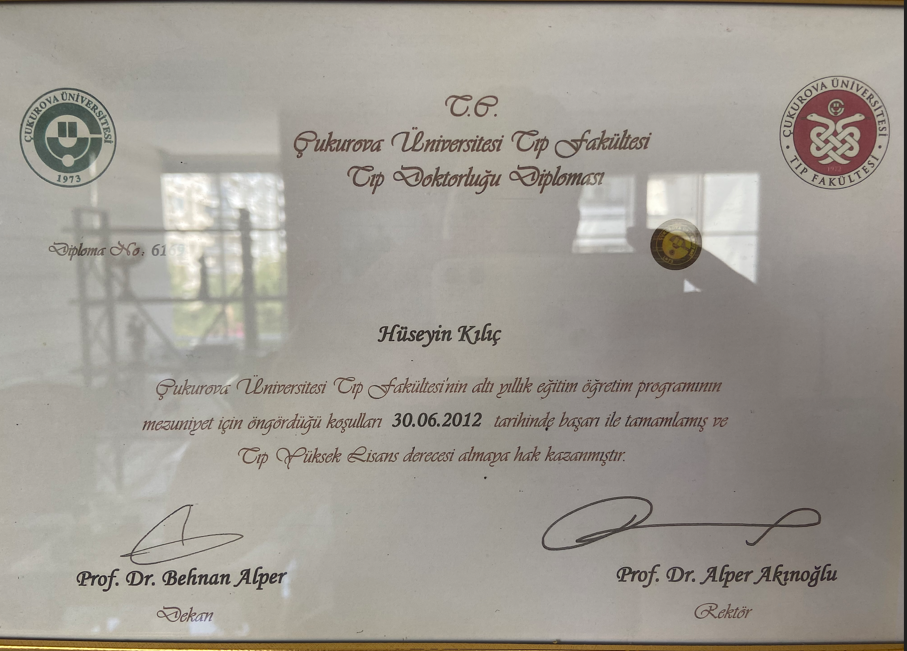 ÇUKUROVA ÜNİVERSİTESİ
1973
T.C.
Çukurova Üniversitesi Tıp Fakültesi
Tıp Doktorluğu Diploması
ÇUKUROVA ÜNİVERSİTESİ
TIP FAKÜLTESİ
1972
Diploma No:
Hüseyin Kılıç
Çukurova Üniversitesi Tıp Fakültesi'nin altı yıllık eğitim öğretim programının
mezuniyet için öngördüğü koşulları 30.06.2012 tarihinde başarı ile tamamlamış ve
Tıp Yüksek Lisans derecesi almaya hak kazanmıştır.
Prof. Dr. Behnan Alper
Prof. Dr. Alper Akınoğlu
Dekan
Rektör